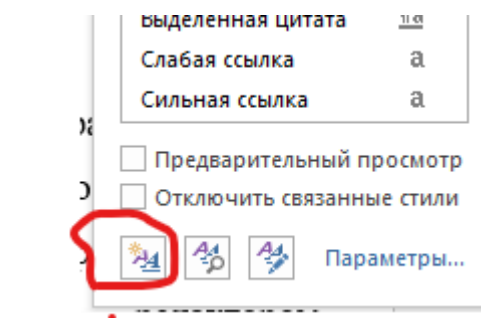 Выделенная цитата
Слабая ссылка a
Сильная ссылка a
Предварительный просмотр
Отключить связанные стили
Параметры...